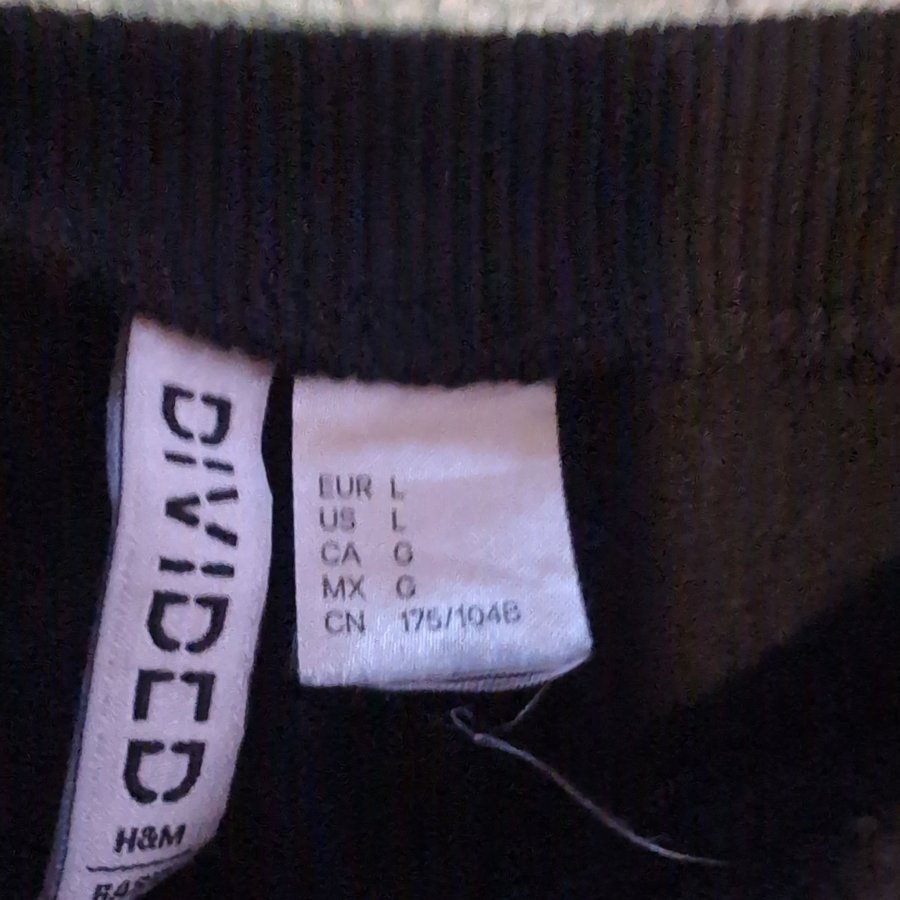 DIVIDED
H&M
EUR L
US L
CA G
MX G
CN 175/104B